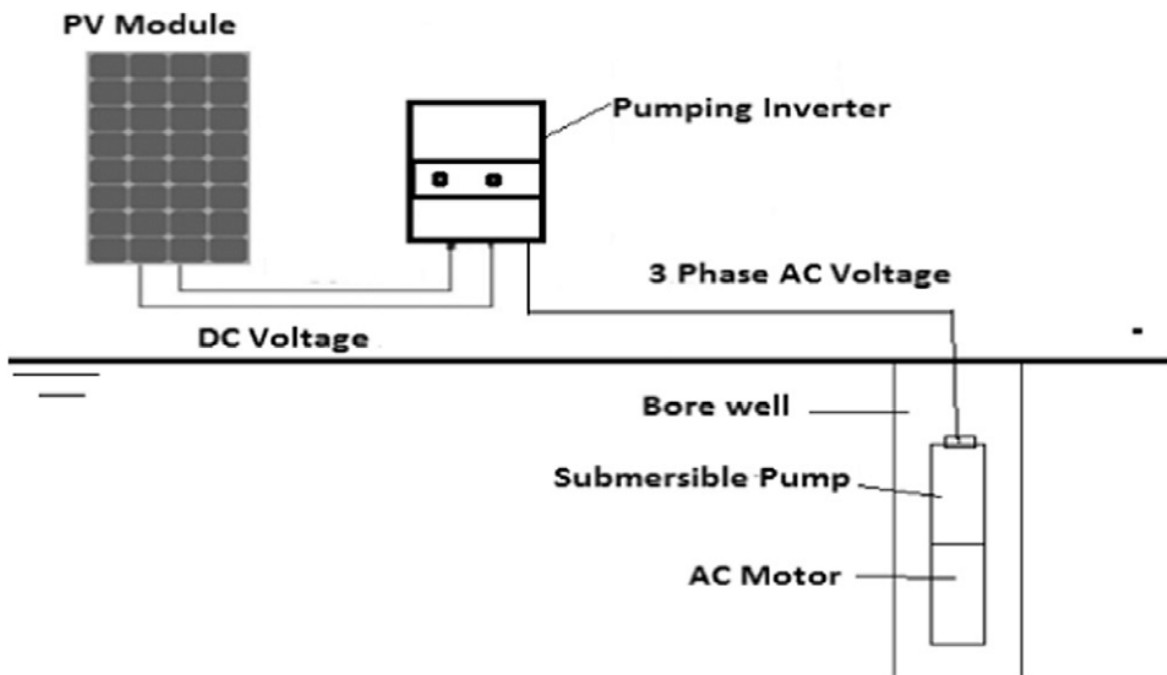 PV Module
Pumping Inverter
3 Phase AC Voltage
DC Voltage
Bore well
Submersible Pump
AC Motor